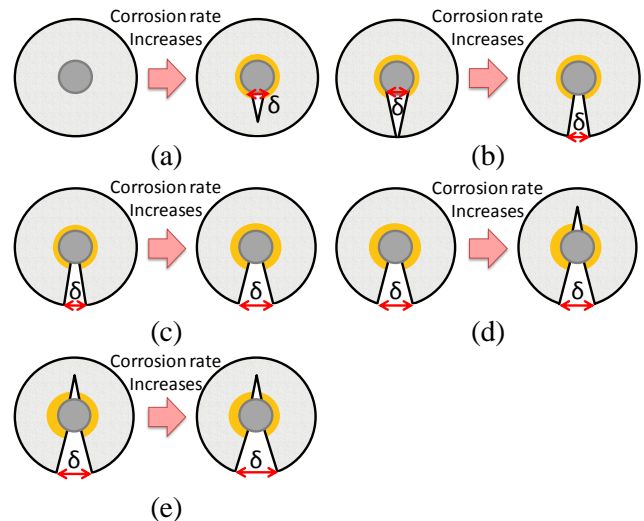 Corrosion rate
Increases
δ
(a)
δ
Corrosion rate
Increases
δ
(b)
δ
Corrosion rate
Increases
δ
(c)
δ
Corrosion rate
Increases
δ
(d)
δ
Corrosion rate
Increases
δ
(e)